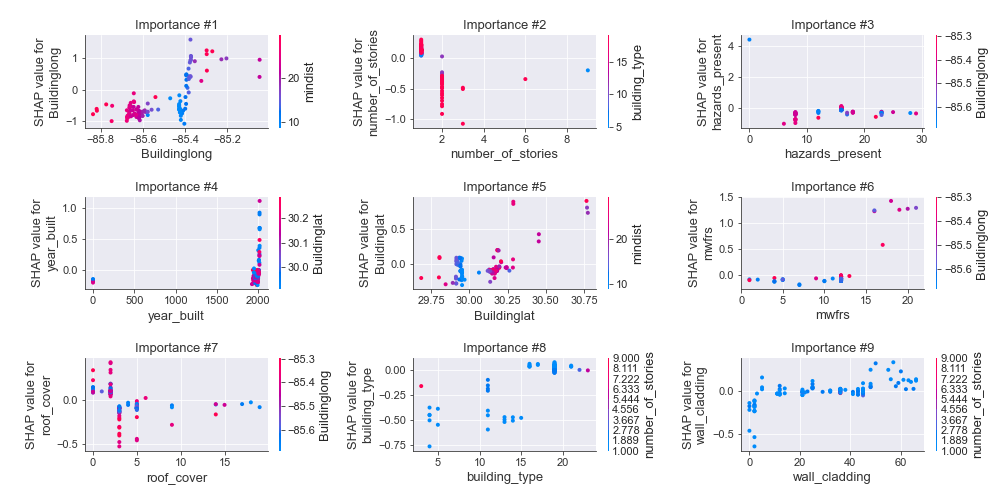 Importance #1
SHAP value for
Buildinglong
1
0
−1
−85.8
−85.6
−85.4
−85.2
Buildinglong
20
10
mindist
Importance #2
SHAP value for
number_of_stories
0.0
−0.5
−1.0
2
4
6
8
number_of_stories
15
10
5
building_type
Importance #3
SHAP value for
hazards_present
4
2
0
0
10
20
30
hazards_present
−85.3
−85.4
−85.5
−85.6
Buildinglong
Importance #4
SHAP value for
year_built
1.0
0.5
0.0
0
500
1000
1500
2000
year_built
30.2
30.1
30.0
Buildinglat
Importance #5
SHAP value for
Buildinglat
0.5
0.0
29.75
30.00
30.25
30.50
30.75
Buildinglat
20
10
mindist
Importance #6
SHAP value for
mwfrs
1.5
1.0
0.5
0.0
0
5
10
15
20
mwfrs
−85.3
−85.4
−85.5
−85.6
Buildinglong
Importance #7
SHAP value for
roof_cover
0.0
−0.5
0
5
10
15
roof_cover
−85.3
−85.4
−85.5
−85.6
Buildinglong
Importance #8
SHAP value for
building_type
0.00
−0.25
−0.50
−0.75
5
10
15
20
building_type
9.000
8.111
7.222
6.333
5.444
4.556
3.667
2.778
1.889
1.000
number_of_stories
Importance #9
SHAP value for
wall_cladding
0.0
−0.5
0
10
20
30
40
50
60
wall_cladding
9.000
8.111
7.222
6.333
5.444
4.556
3.667
2.778
1.889
1.000
number_of_stories